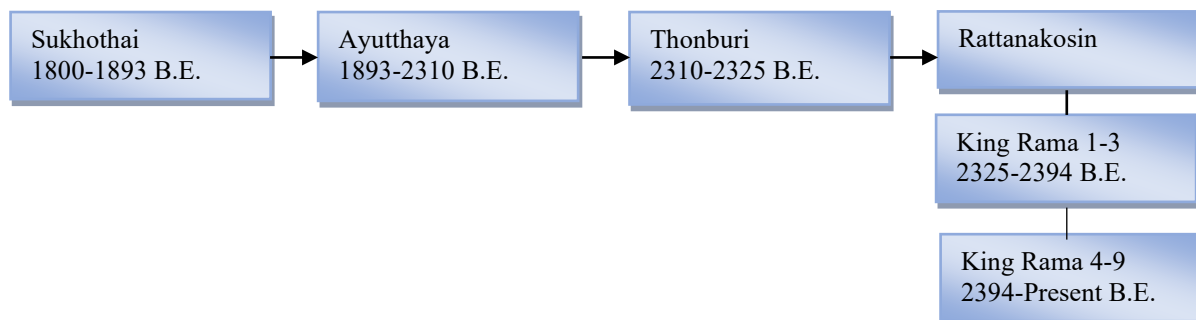 Sukhothai
1800-1893 B.E.
Ayutthaya
1893-2310 B.E.
Thonburi
2310-2325 B.E.
Rattanakosin
King Rama 1-3
2325-2394 B.E.
King Rama 4-9
2394-Present B.E.